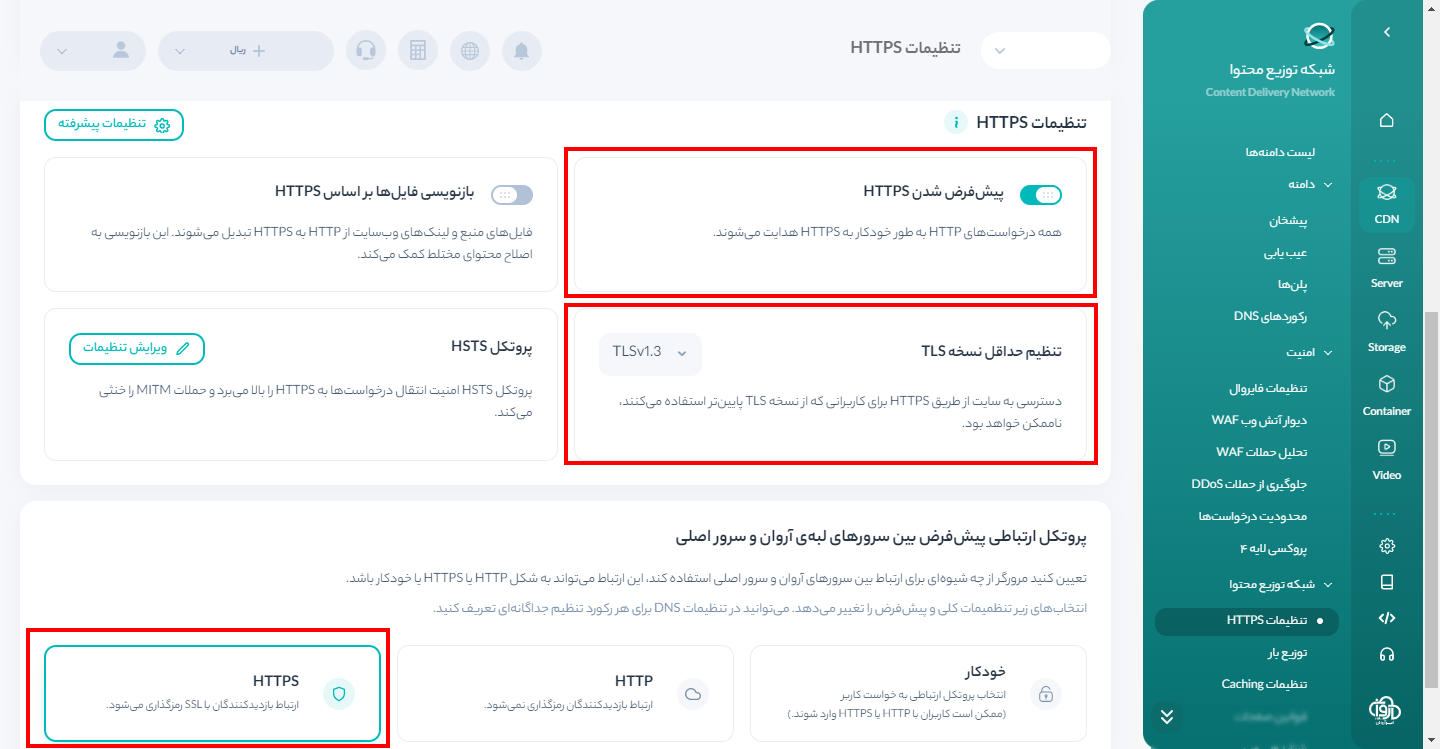 شبکه توزیع محتوا
Content Delivery Network
لیست دامنه‌ها
دامنه
پیشخان
عیب یابی
پلن‌ها
رکوردهای DNS
امنیت
تنظیمات فایروال
دیوار آتش وب WAF
تحلیل حملات WAF
جلوگیری از حملات DDoS
محدودیت درخواست‌ها
پروکسی لایه ۴
شبکه توزیع محتوا
تنظیمات HTTPS
توزیع بار
تنظیمات Caching
قوانین صفحات
CDN
Server
Storage
Container
Video
تنظیمات HTTPS
ریال
تنظیمات HTTPS
تنظیمات پیشرفته
پیش‌فرض شدن HTTPS
همه درخواست‌های HTTP به طور خودکار به HTTPS هدایت می‌شوند.
بازنویسی فایل‌ها بر اساس HTTPS
فایل‌های منبع و لینک‌های وب‌سایت از HTTP به HTTPS تبدیل می‌شوند. این بازنویسی به
اصلاح محتوای مختلط کمک می‌کند.
تنظیم حداقل نسخه TLS
TLSv1.3
دسترسی به سایت از طریق HTTPS برای کاربرانی که از نسخه TLS پایین‌تر استفاده می‌کنند،
ناممکن خواهد بود.
پروتکل HSTS
ویرایش تنظیمات
پروتکل HSTS امنیت انتقال درخواست‌ها به HTTPS را بالا می‌برد و حملات MITM را خنثی
می‌کند.
پروتکل ارتباطی پیش‌فرض بین سرورهای لبه‌ی آروان و سرور اصلی
تعیین کنید مرورگر از چه شیوه‌ای برای ارتباط بین سرورهای آروان و سرور اصلی استفاده کند، این ارتباط می‌تواند به شکل HTTP یا HTTPS یا خودکار باشد.
انتخاب‌های زیر تنظیمات کلی و پیش‌فرض را تغییر می‌دهد. می‌توانید در تنظیمات DNS برای هر رکورد تنظیم جداگانه‌ای تعریف کنید.
خودکار
انتخاب پروتکل ارتباطی به خواست کاربر
(ممکن است کاربران با HTTP یا HTTPS وارد شوند.)
HTTP
ارتباط بازدیدکنندگان رمزگذاری نمی‌شود.
HTTPS
ارتباط بازدیدکنندگان با SSL رمزگذاری می‌شود.